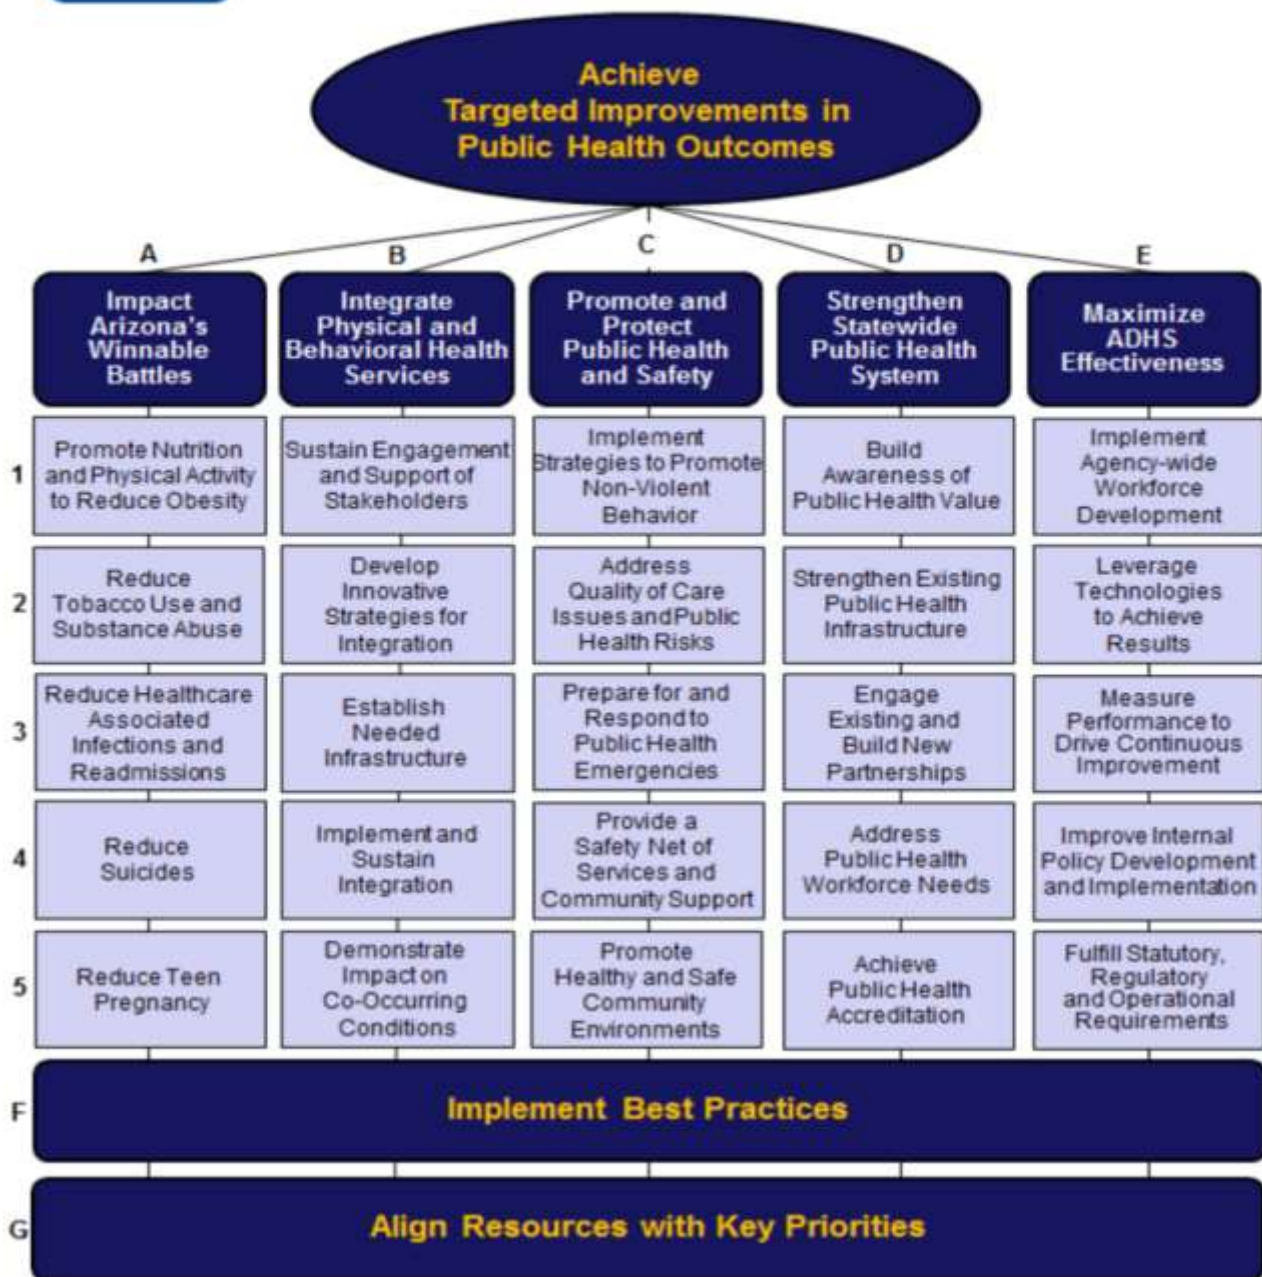 Achieve
Targeted Improvements in
Public Health Outcomes
A
B
C
D
E
Impact
Arizona's
Winnable
Battles
Integrate
Physical and
Behavioral Health
Services
Promote and
Protect
Public Health
and Safety
Strengthen
Statewide
Public Health
System
Maximize
ADHS
Effectiveness
1
Promote Nutrition
and Physical Activity
to Reduce Obesity
Sustain Engagement
and Support of
Stakeholders
Implement
Strategies to Promote
Non-Violent
Behavior
Build
Awareness of
Public Health Value
Implement
Agency-wide
Workforce
Development
2
Reduce
Tobacco Use and
Substance Abuse
Develop
Innovative
Strategies for
Integration
Address
Quality of Care
Issues and Public
Health Risks
Strengthen Existing
Public Health
Infrastructure
Leverage
Technologies
to Achieve
Results
3
Reduce Healthcare
Associated
Infections and
Readmissions
Establish
Needed
Infrastructure
Prepare for and
Respond to
Public Health
Emergencies
Engage
Existing and
Build New
Partnerships
Measure
Performance to
Drive Continuous
Improvement
4
Reduce
Suicides
Implement and
Sustain
Integration
Provide a
Safety Net of
Services and
Community Support
Address
Public Health
Workforce Needs
Improve Internal
Policy Development
and Implementation
5
Reduce Teen
Pregnancy
Demonstrate
Impact on
Co-Occurring
Conditions
Promote
Healthy and Safe
Community
Environments
Achieve
Public Health
Accreditation
Fulfill Statutory,
Regulatory
and Operational
Requirements
F
Implement Best Practices
G
Align Resources with Key Priorities